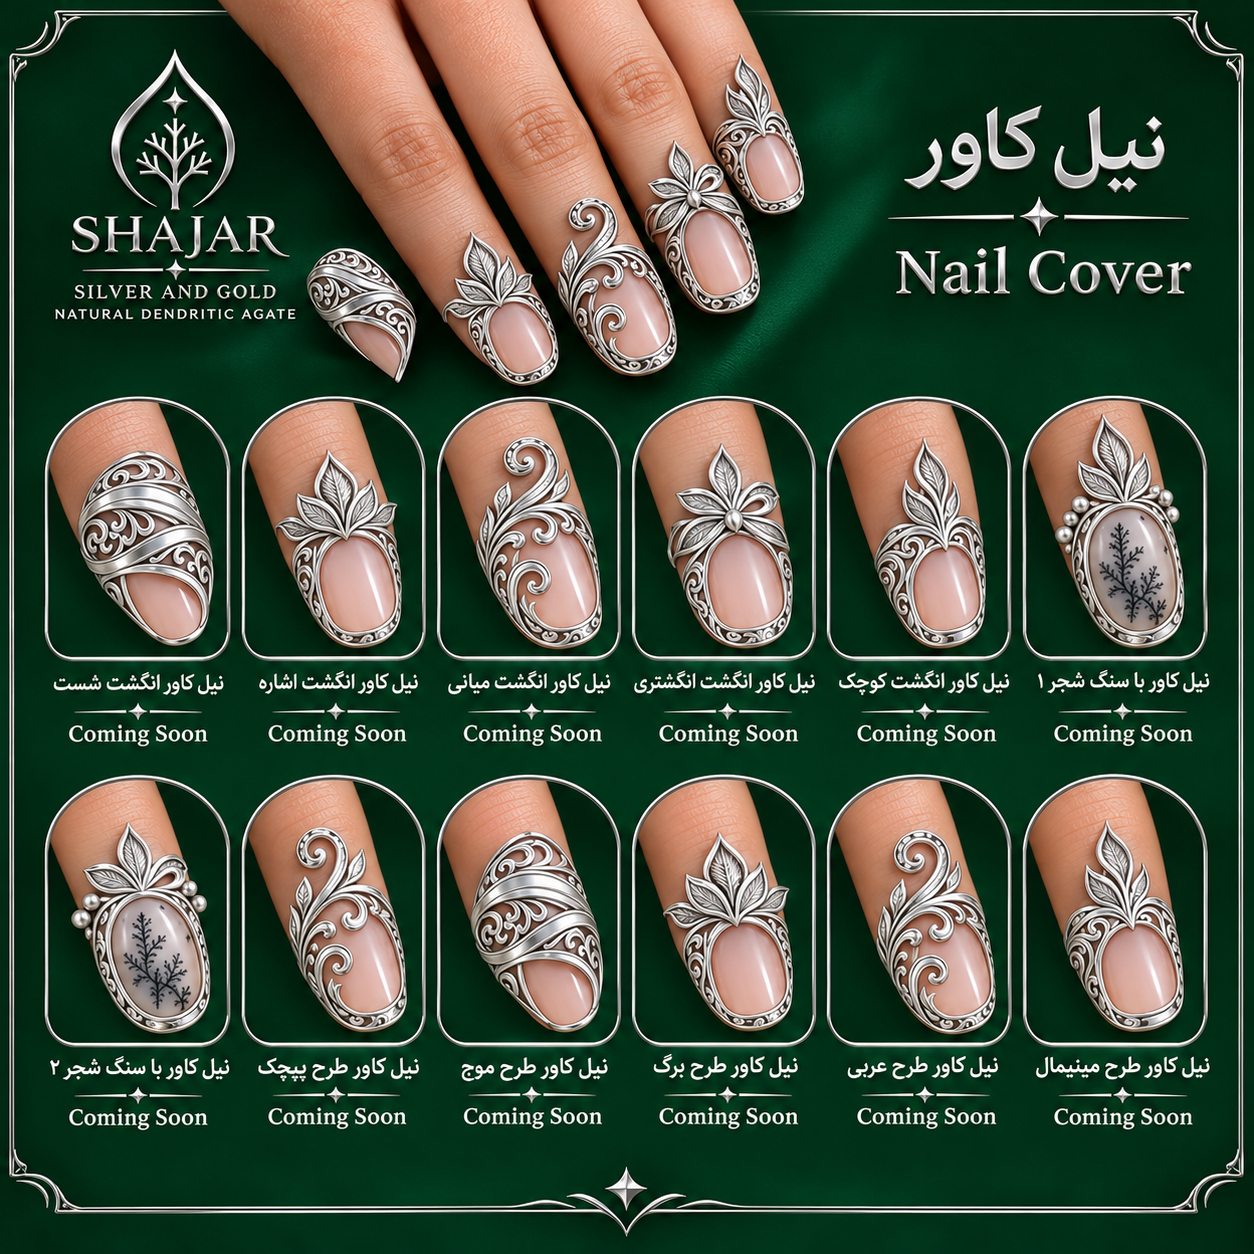 SHAJAR
SILVER AND GOLD
NATURAL DENDRITIC AGATE
نیل کاور
Nail Cover
نیل کاور انگشت شست
Coming Soon
نیل کاور انگشت اشاره
Coming Soon
نیل کاور انگشت میانی
Coming Soon
نیل کاور انگشت انگشتری
Coming Soon
نیل کاور انگشت کوچک
Coming Soon
نیل کاور با سنگ شجر ۱
Coming Soon
نیل کاور با سنگ شجر ۲
Coming Soon
نیل کاور طرح پیچک
Coming Soon
نیل کاور طرح موج
Coming Soon
نیل کاور طرح برگ
Coming Soon
نیل کاور طرح عربی
Coming Soon
نیل کاور طرح مینیمال
Coming Soon